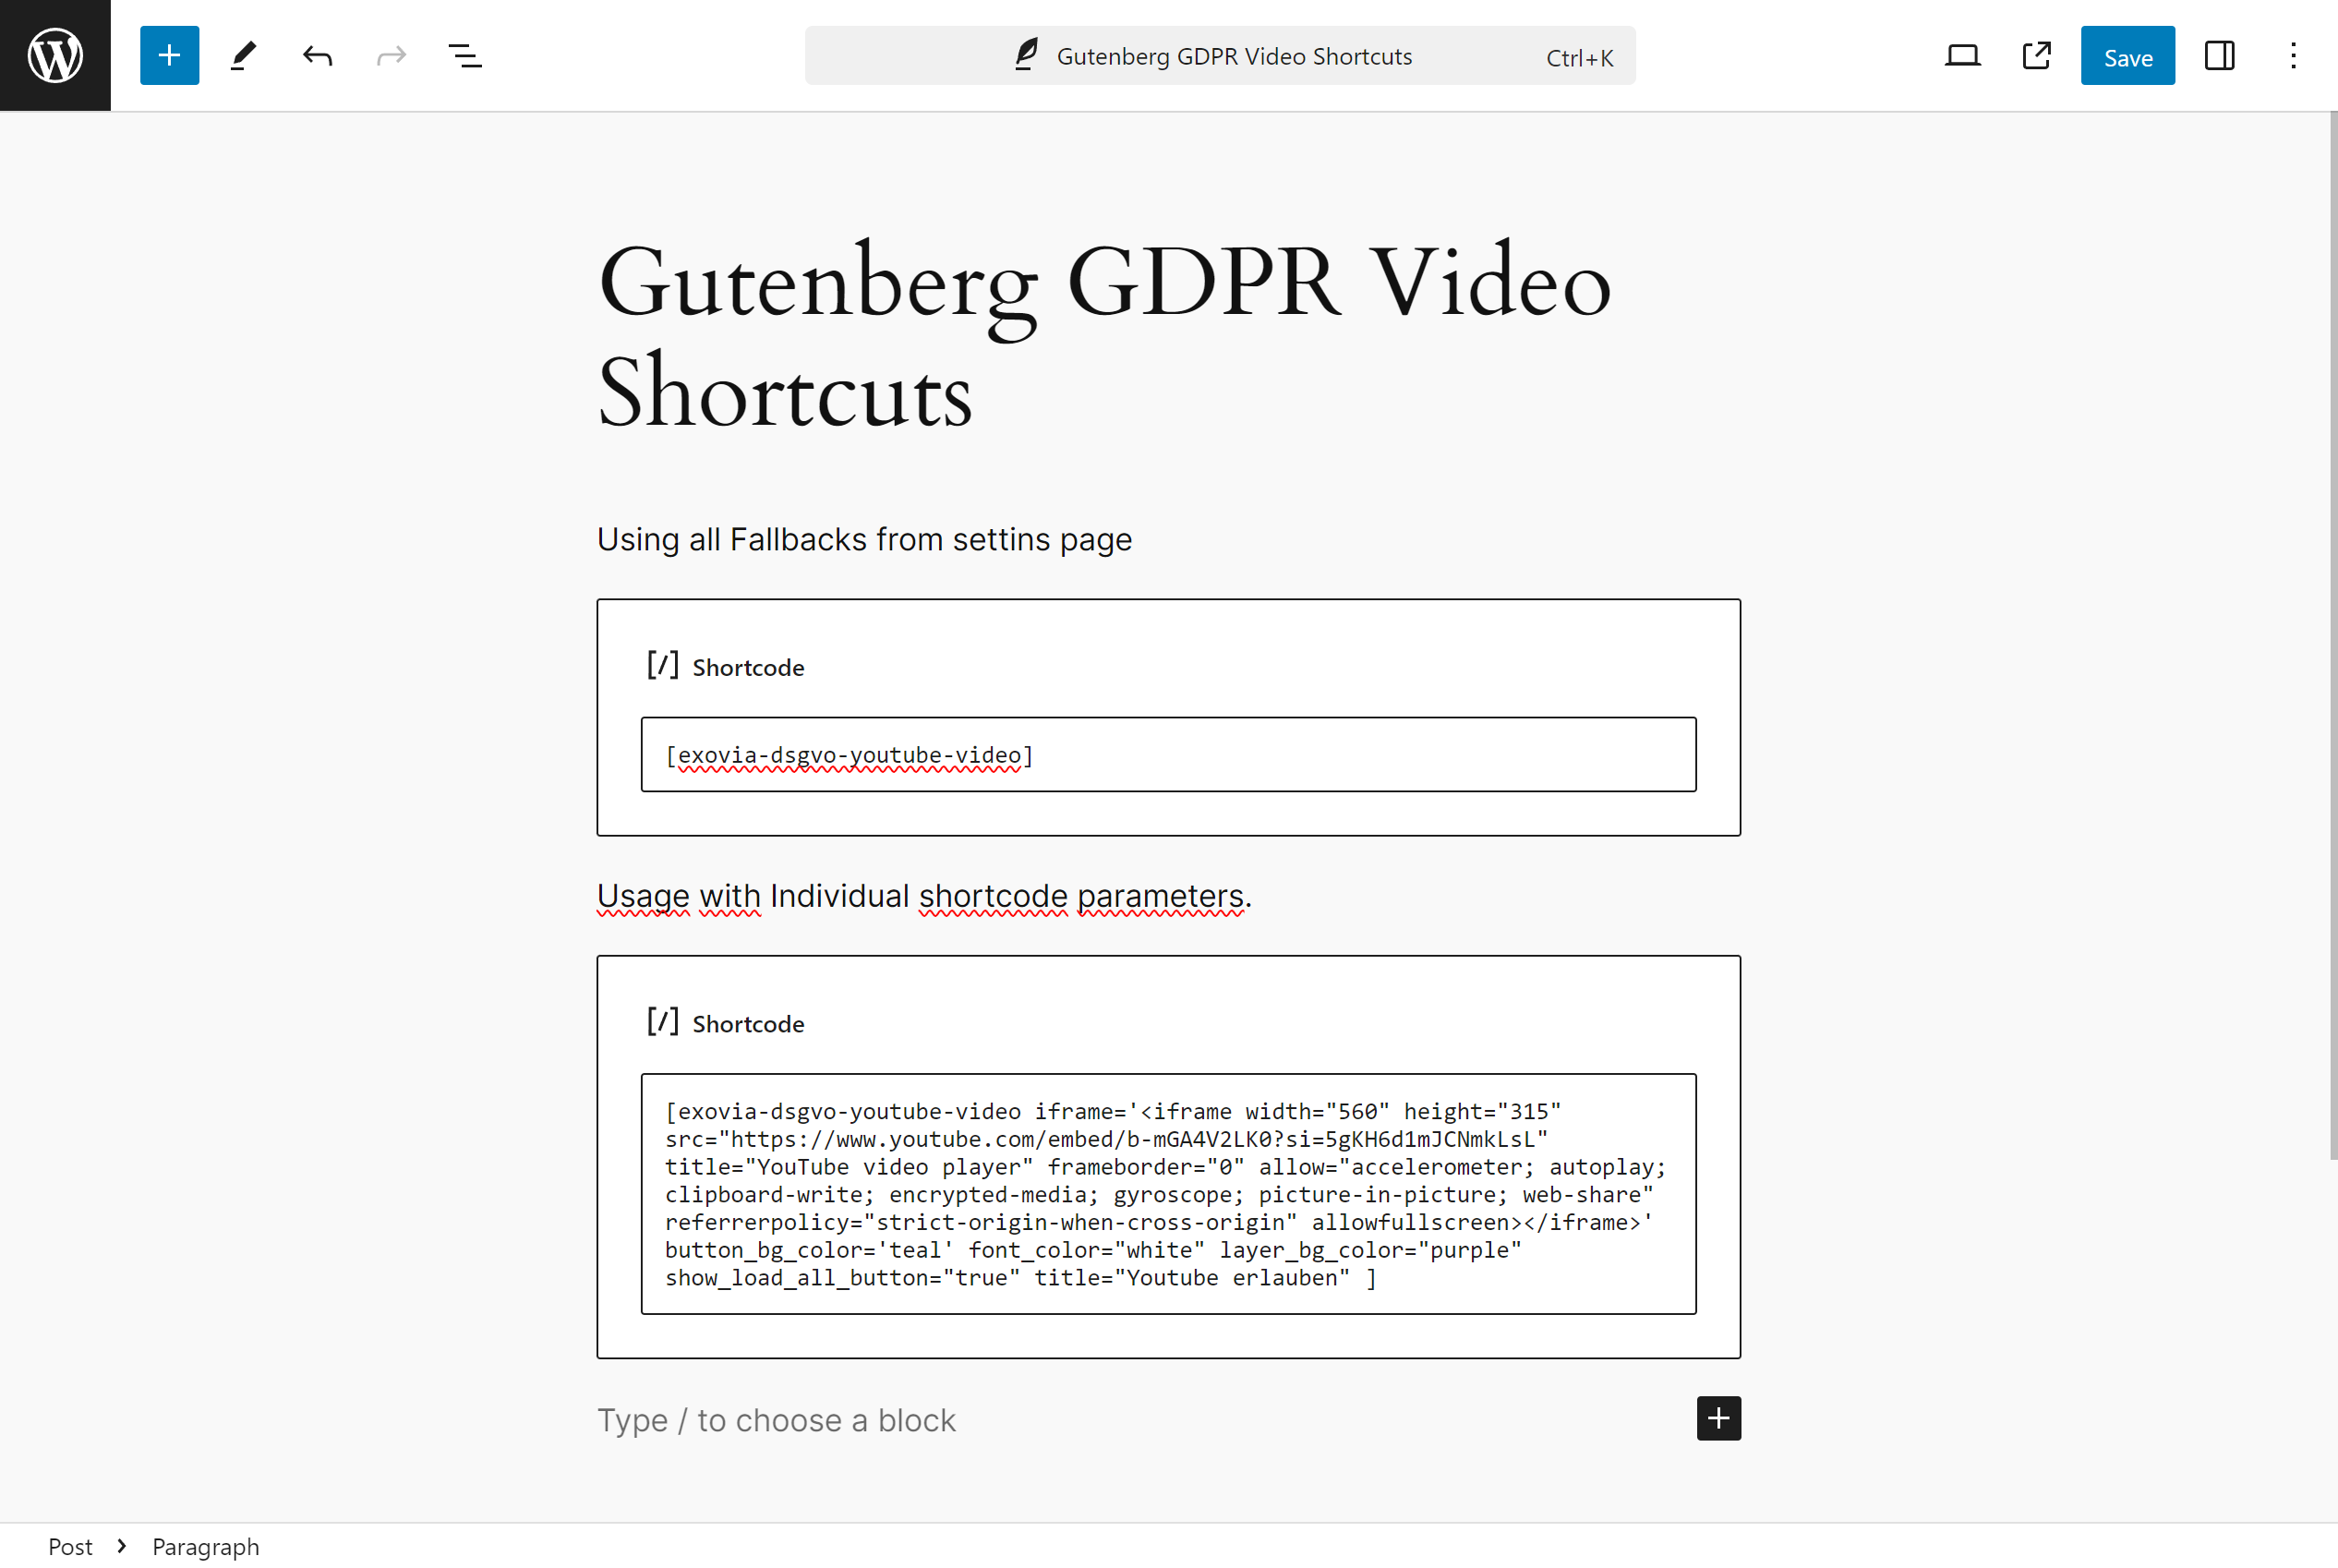 Gutenberg GDPR Video Shortcuts Ctrl+K
Save
Gutenberg GDPR Video
Shortcuts
Using all Fallbacks from settins page
[/] Shortcode
[exovia-dsgvo-youtube-video]
Usage with Individual shortcode parameters.
[/] Shortcode
[exovia-dsgvo-youtube-video iframe='<iframe width="560" height="315"
src="https://www.youtube.com/embed/b-mGA4V2LK0?si=5gKH6d1mJCNmkLsL"
title="YouTube video player" frameborder="0" allow="accelerometer; autoplay;
clipboard-write; encrypted-media; gyroscope; picture-in-picture; web-share"
referrerpolicy="strict-origin-when-cross-origin" allowfullscreen></iframe>'
button_bg_color='teal' font_color="white" layer_bg_color="purple"
show_load_all_button="true" title="Youtube erlauben" ]
Type / to choose a block
Post › Paragraph